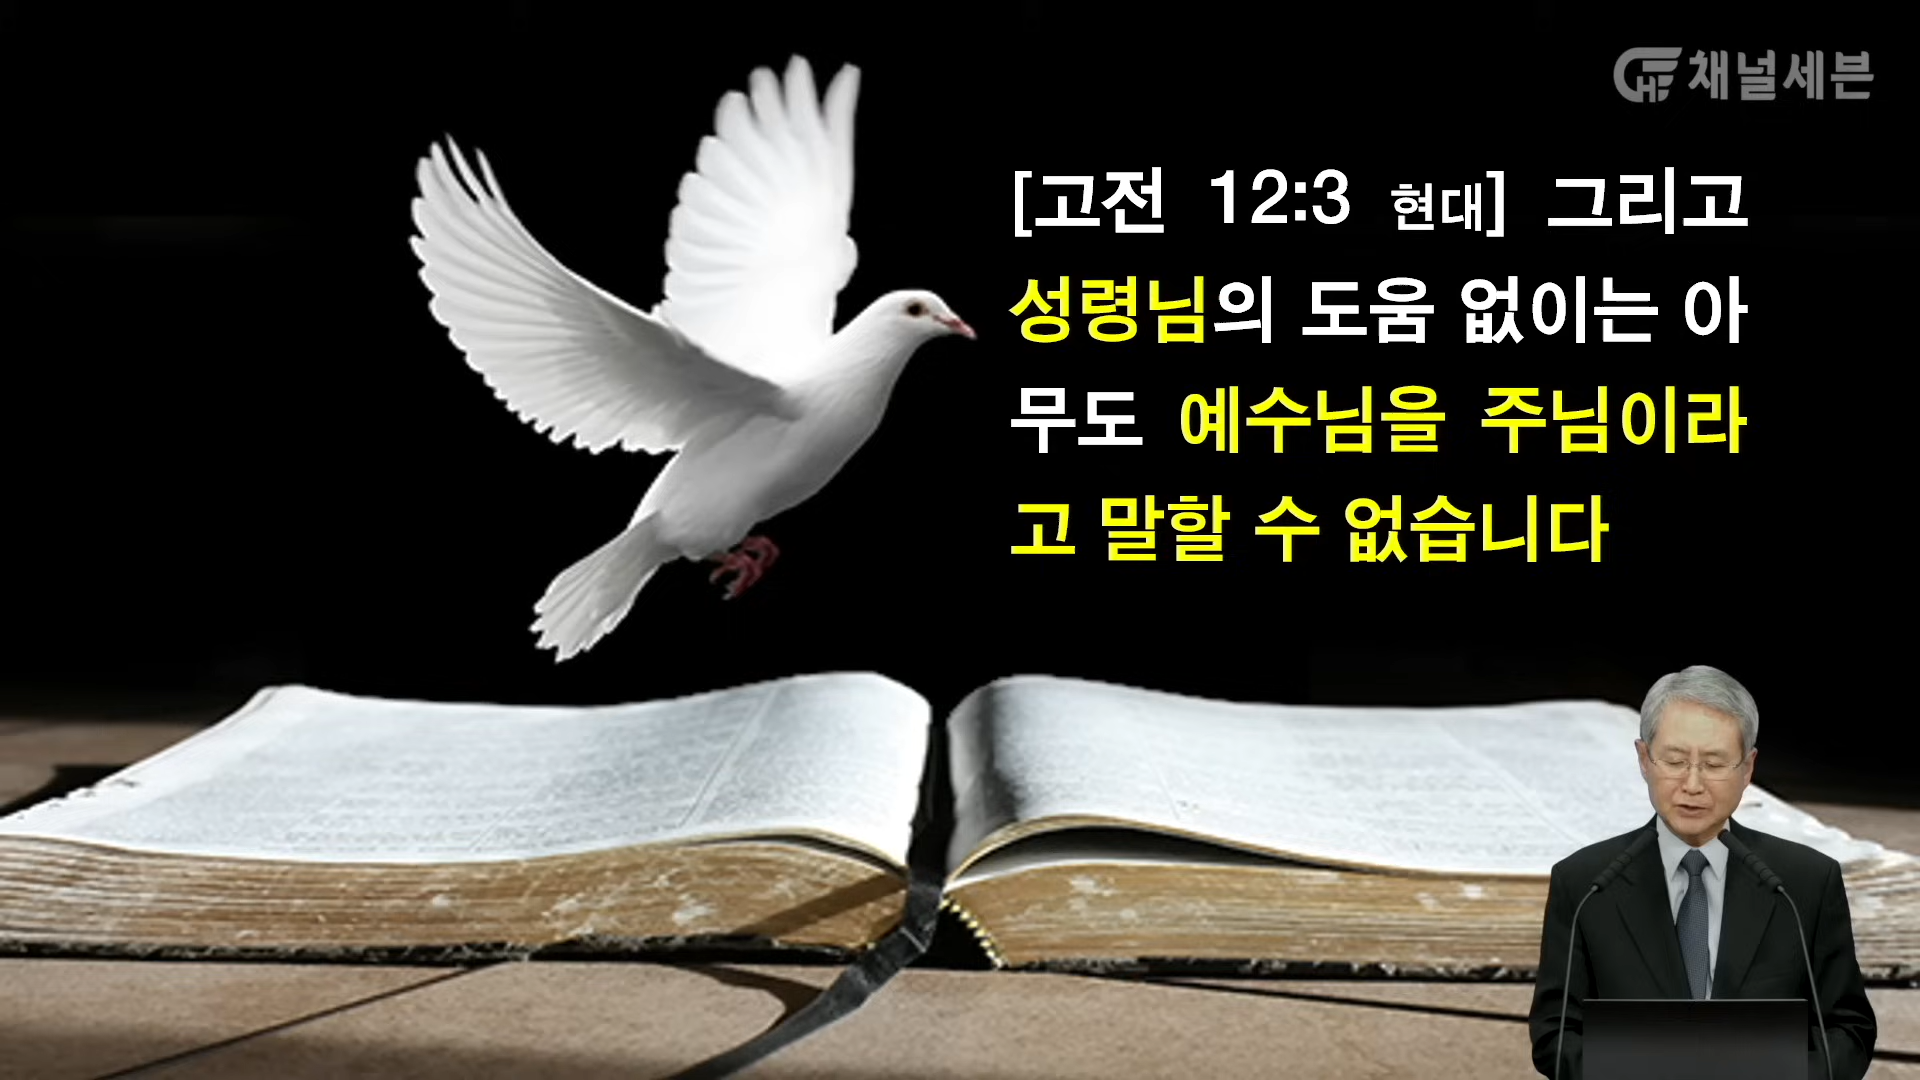 CH7 채널세븐
[고전 12:3 현대] 그리고
성령님의 도움 없이는 아
무도 예수님을 주님이라
고 말할 수 없습니다